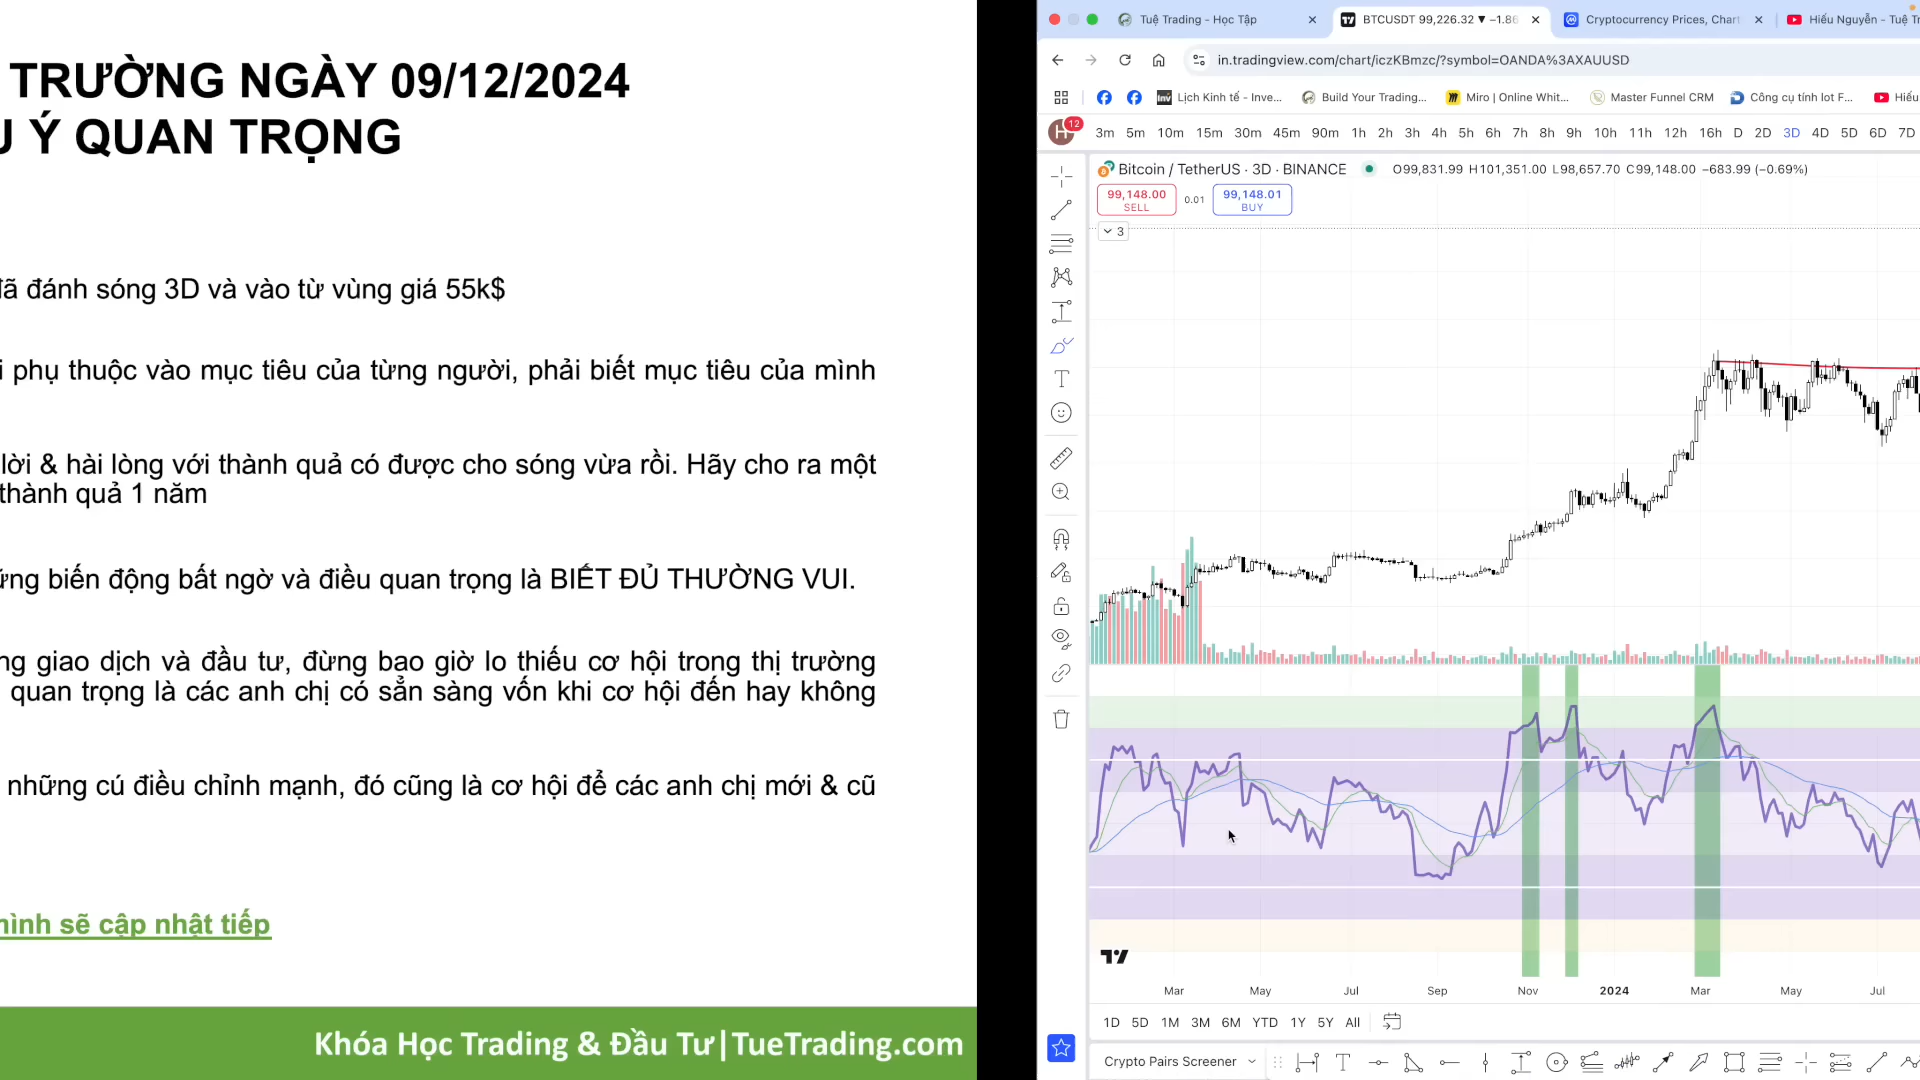 TRƯỜNG NGÀY 09/12/2024
Ý QUAN TRỌNG
đã đánh sóng 3D và vào từ vùng giá 55k$
phụ thuộc vào mục tiêu của từng người, phải biết mục tiêu của mình
lời & hài lòng với thành quả có được cho sóng vừa rồi. Hãy cho ra một
thành quả 1 năm
biến động bất ngờ và điều quan trọng là BIẾT ĐỦ THƯỜNG VUI.
giao dịch và đầu tư, đừng bao giờ lo thiếu cơ hội trong thị trường
quan trọng là các anh chị có sẵn sàng vốn khi cơ hội đến hay không
những cú điều chỉnh mạnh, đó cũng là cơ hội để các anh chị mới & cũ
mình sẽ cập nhật tiếp
Khóa Học Trading & Đầu Tư|TueTrading.com
Tuệ Trading - Học Tập
BTCUSDT 99,226.32 ▼ −1.86
Cryptocurrency Prices, Chart
Hiếu Nguyễn - Tuệ Tr
in.tradingview.com/chart/iczKBmzc/?symbol=OANDA%3AXAUUSD
Inv Lịch Kinh tế - Inve...
Build Your Trading...
Miro | Online Whit...
Master Funnel CRM
Công cụ tính lot F...
Hiếu
H 12
3m 5m 10m 15m 30m 45m 90m 1h 2h 3h 4h 5h 6h 7h 8h 9h 10h 11h 12h 16h D 2D 3D 4D 5D 6D 7D
Bitcoin / TetherUS · 3D · BINANCE O99,831.99 H101,351.00 L98,657.70 C99,148.00 −683.99 (−0.69%)
99,148.00 SELL 0.01 99,148.01 BUY
3
Mar May Jul Sep Nov 2024 Mar May Jul
1D 5D 1M 3M 6M YTD 1Y 5Y All
Crypto Pairs Screener